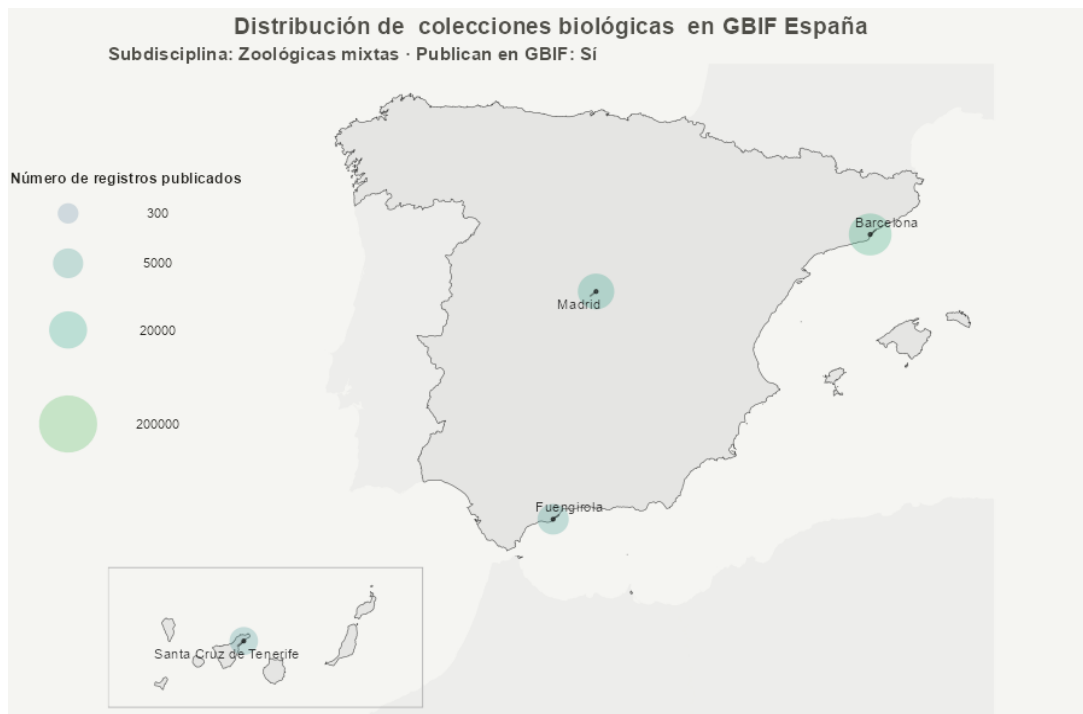 Distribución de  colecciones biológicas  en GBIF España
Subdisciplina: Zoológicas mixtas · Publican en GBIF: Sí
Número de registros publicados
300
5000
20000
200000
Barcelona
Madrid
Fuengirola
Santa Cruz de Tenerife